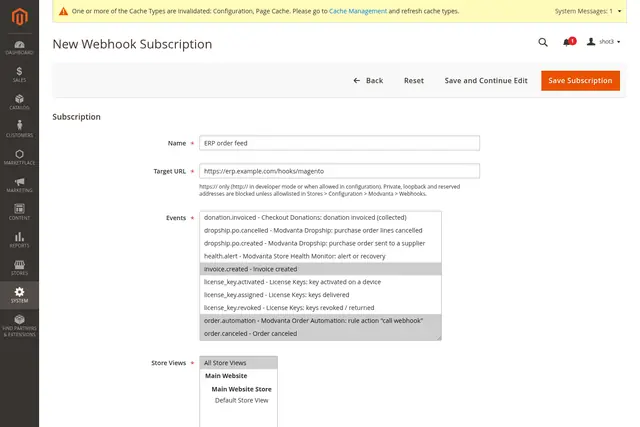 One or more of the Cache Types are Invalidated: Configuration, Page Cache. Please go to Cache Management and refresh cache types.
System Messages: 1
New Webhook Subscription
1
shot3
DASHBOARD
SALES
CATALOG
CUSTOMERS
MARKETPLACE
MARKETING
CONTENT
REPORTS
STORES
SYSTEM
FIND PARTNERS
& EXTENSIONS
Back
Reset
Save and Continue Edit
Save Subscription
Subscription
Name *
ERP order feed
Target URL *
https://erp.example.com/hooks/magento
https:// only (http:// in developer mode or when allowed in configuration). Private, loopback and reserved
addresses are blocked unless allowlisted in Stores > Configuration > Modvanta > Webhooks.
Events *
donation.invoiced - Checkout Donations: donation invoiced (collected)
dropship.po.cancelled - Modvanta Dropship: purchase order lines cancelled
dropship.po.created - Modvanta Dropship: purchase order sent to a supplier
health.alert - Modvanta Store Health Monitor: alert or recovery
invoice.created - Invoice created
license_key.activated - License Keys: key activated on a device
license_key.assigned - License Keys: keys delivered
license_key.revoked - License Keys: keys revoked / returned
order.automation - Modvanta Order Automation: rule action "call webhook"
order.canceled - Order canceled
Store Views *
All Store Views
Main Website
Main Website Store
Default Store View